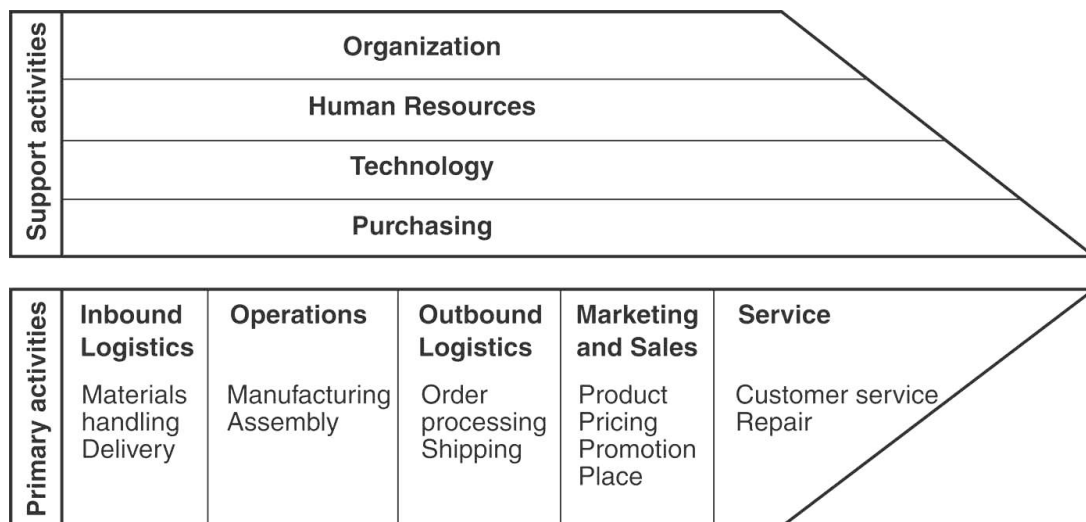 Support activities
Organization
Human Resources
Technology
Purchasing
Primary activities
Inbound
Logistics
Materials
handling
Delivery
Operations
Manufacturing
Assembly
Outbound
Logistics
Order
processing
Shipping
Marketing
and Sales
Product
Pricing
Promotion
Place
Service
Customer service
Repair